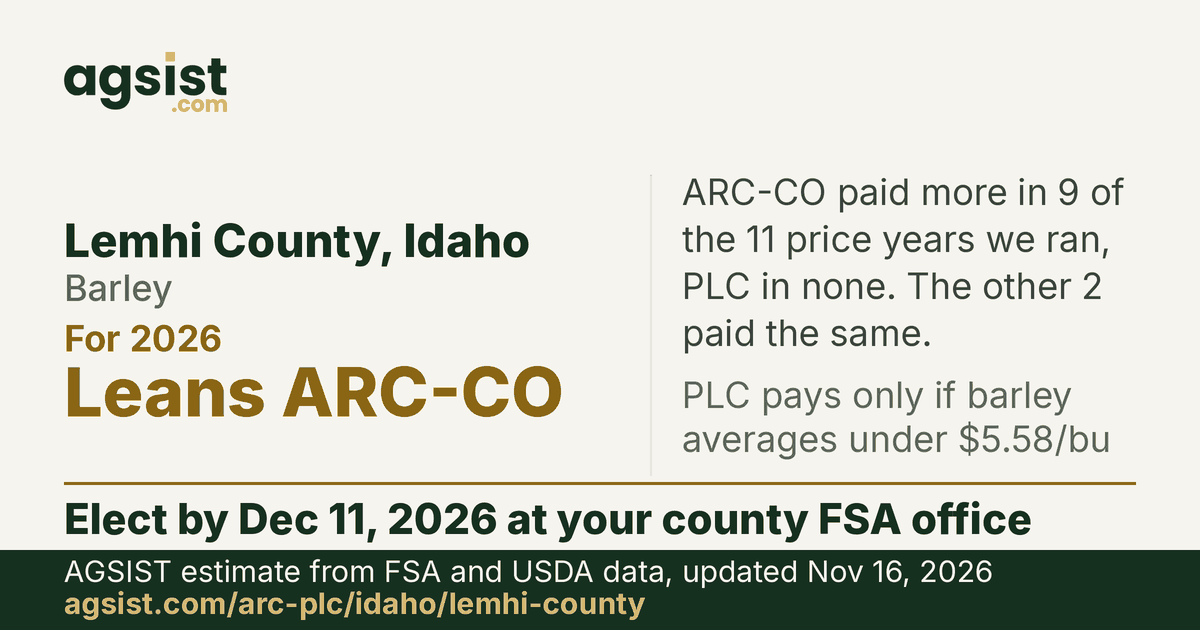 agsist
.com
Lemhi County, Idaho
Barley
For 2026
Leans ARC-CO
ARC-CO paid more in 9 of
the 11 price years we ran,
PLC in none. The other 2
paid the same.
PLC pays only if barley
averages under $5.58/bu
Elect by Dec 11, 2026 at your county FSA office
AGSIST estimate from FSA and USDA data, updated Nov 16, 2026
agsist.com/arc-plc/idaho/lemhi-county